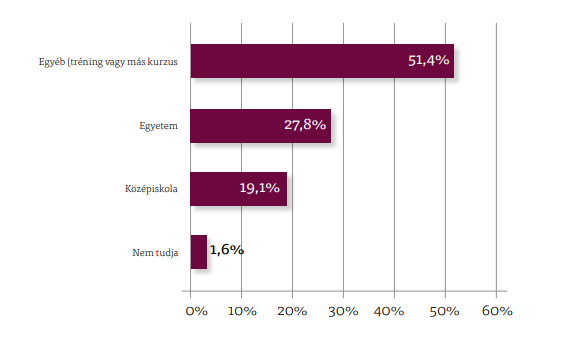 Egyéb (tréning vagy más kurzus
51,4%
Egyetem
27,8%
Középiskola
19,1%
Nem tudja
1,6%
0% 10% 20% 30% 40% 50% 60%